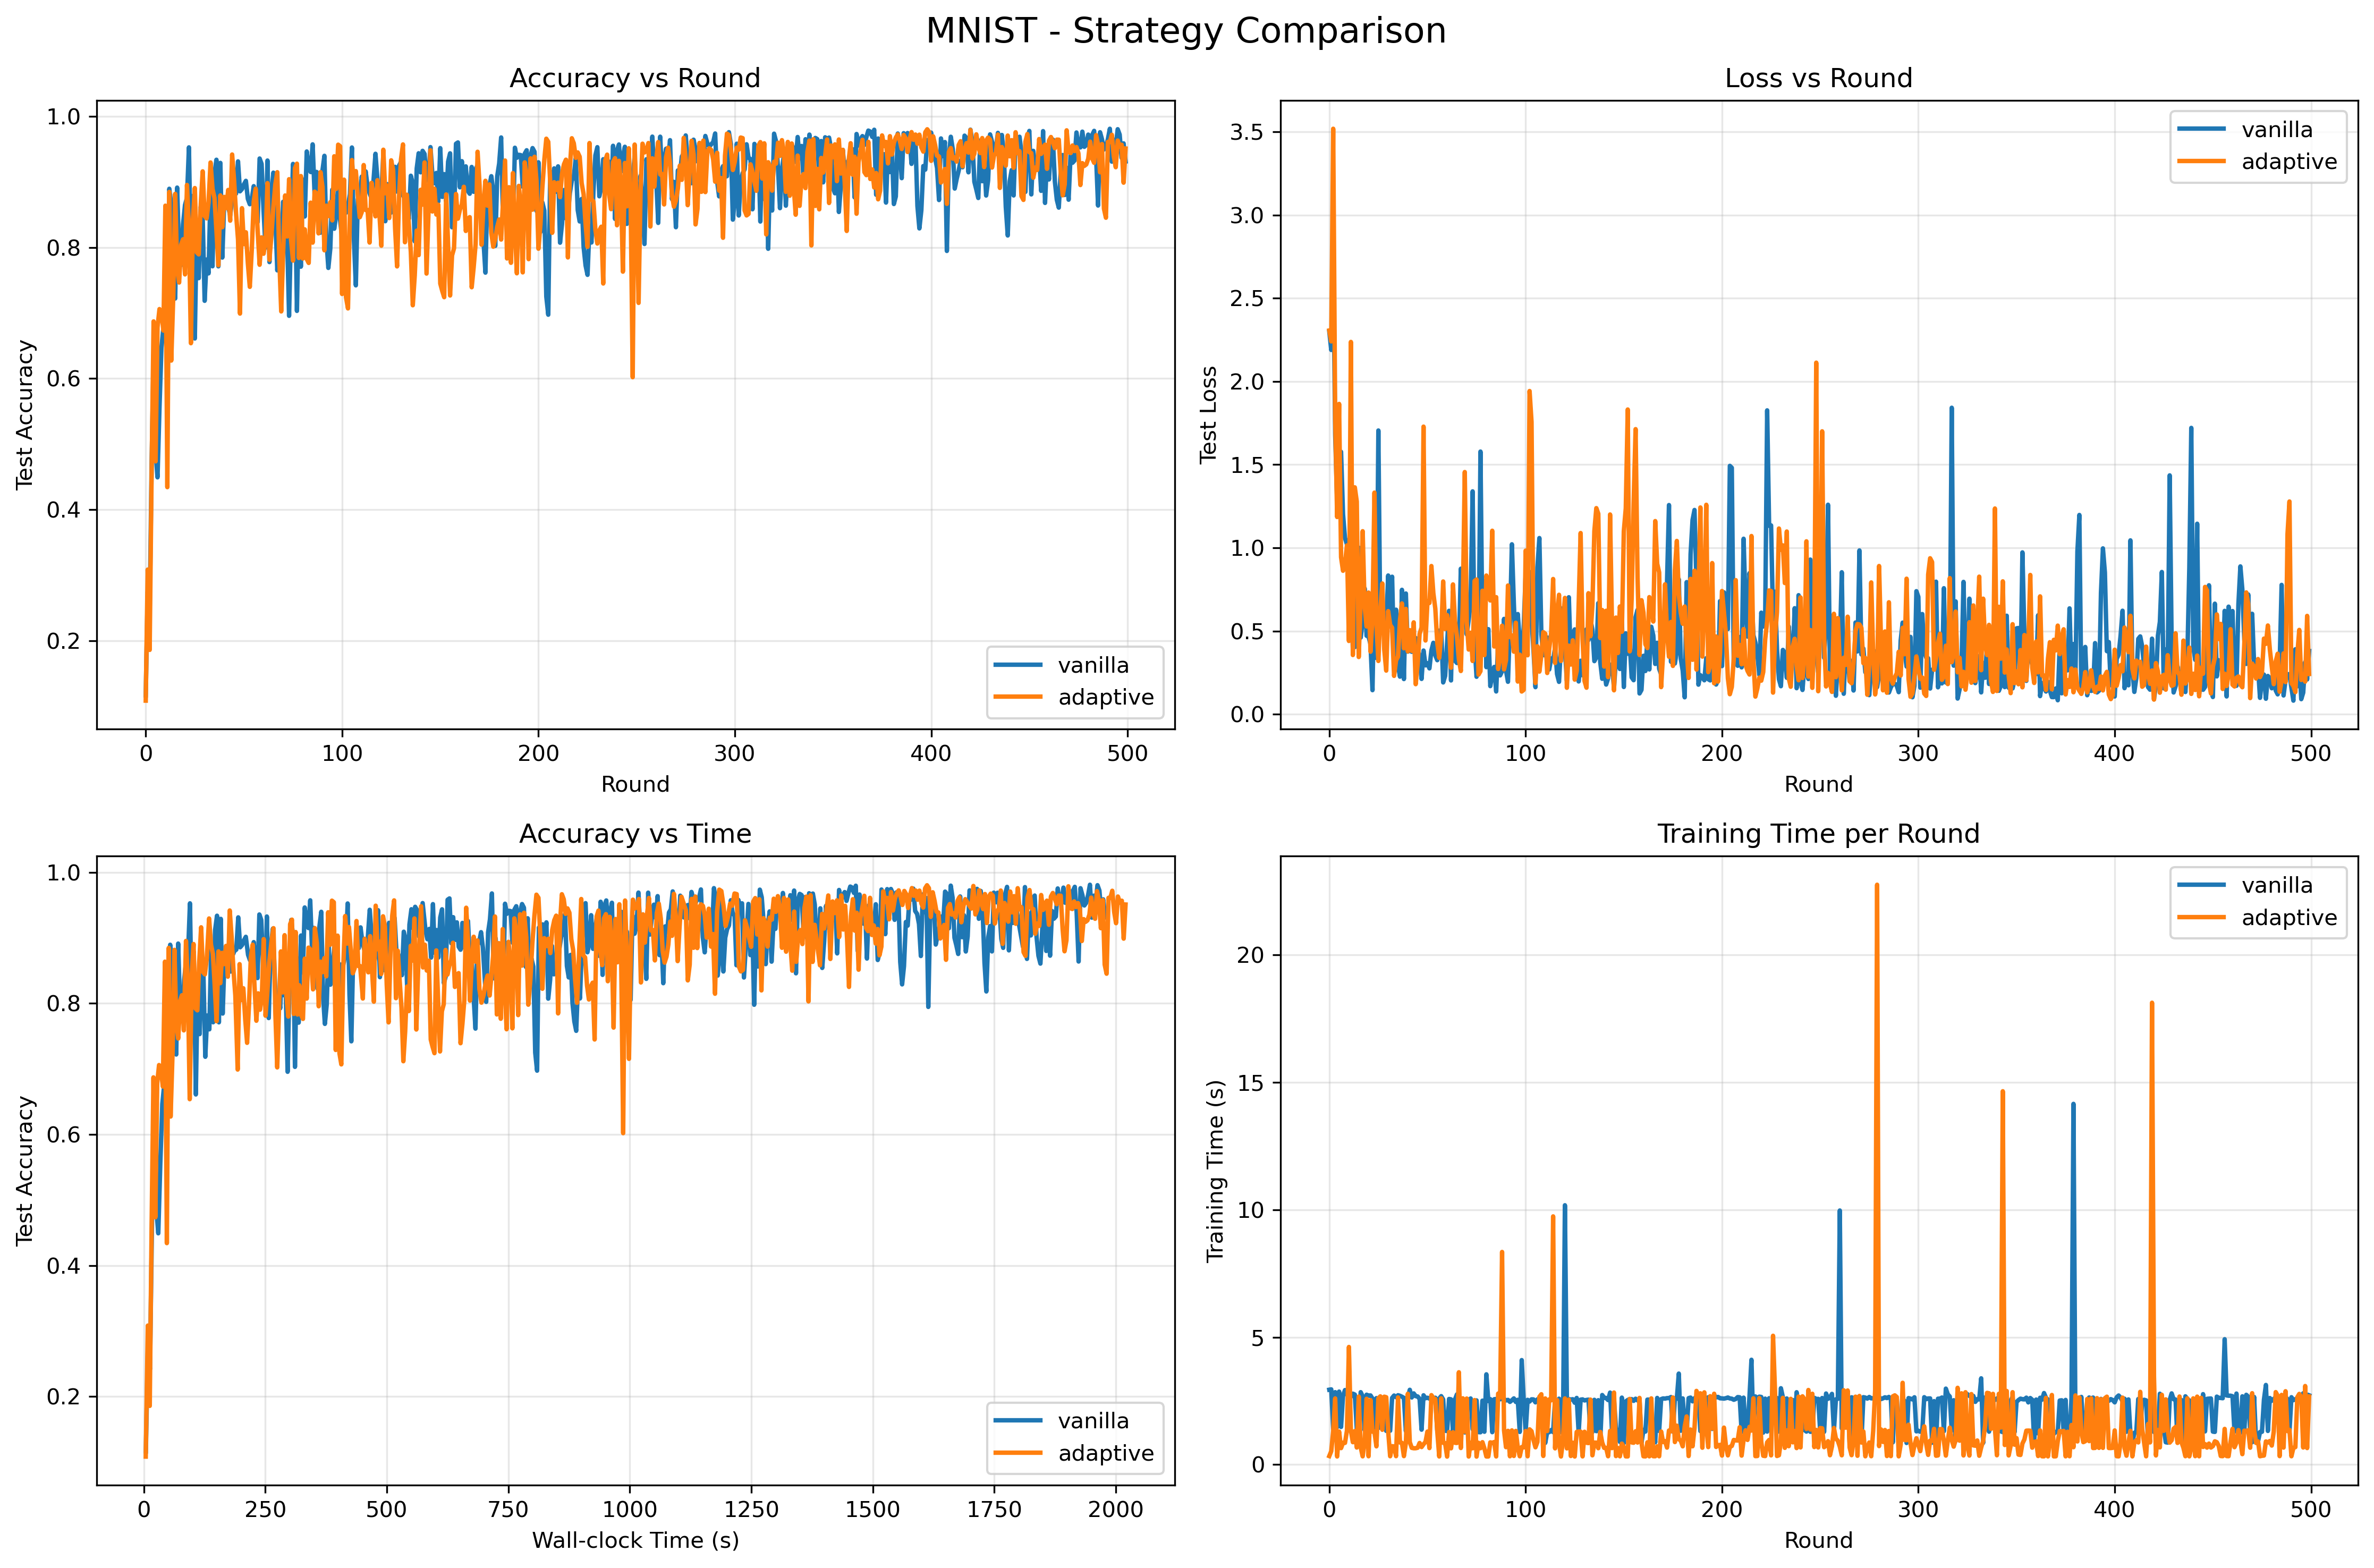 MNIST - Strategy Comparison
Accuracy vs Round
1.0
0.8
0.6
0.4
0.2
Test Accuracy
0 100 200 300 400 500
Round
vanilla
adaptive
Loss vs Round
3.5
3.0
2.5
2.0
1.5
1.0
0.5
0.0
Test Loss
0 100 200 300 400 500
Round
vanilla
adaptive
Accuracy vs Time
1.0
0.8
0.6
0.4
0.2
Test Accuracy
0 250 500 750 1000 1250 1500 1750 2000
Wall-clock Time (s)
vanilla
adaptive
Training Time per Round
20
15
10
5
0
Training Time (s)
0 100 200 300 400 500
Round
vanilla
adaptive